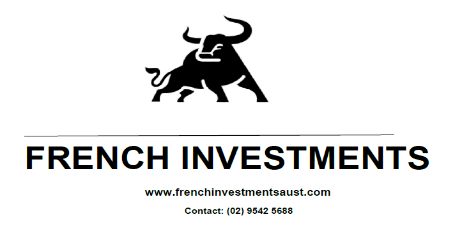 FRENCH INVESTMENTS
www.frenchinvestmentsaust.com
Contact: (02) 9542 5688